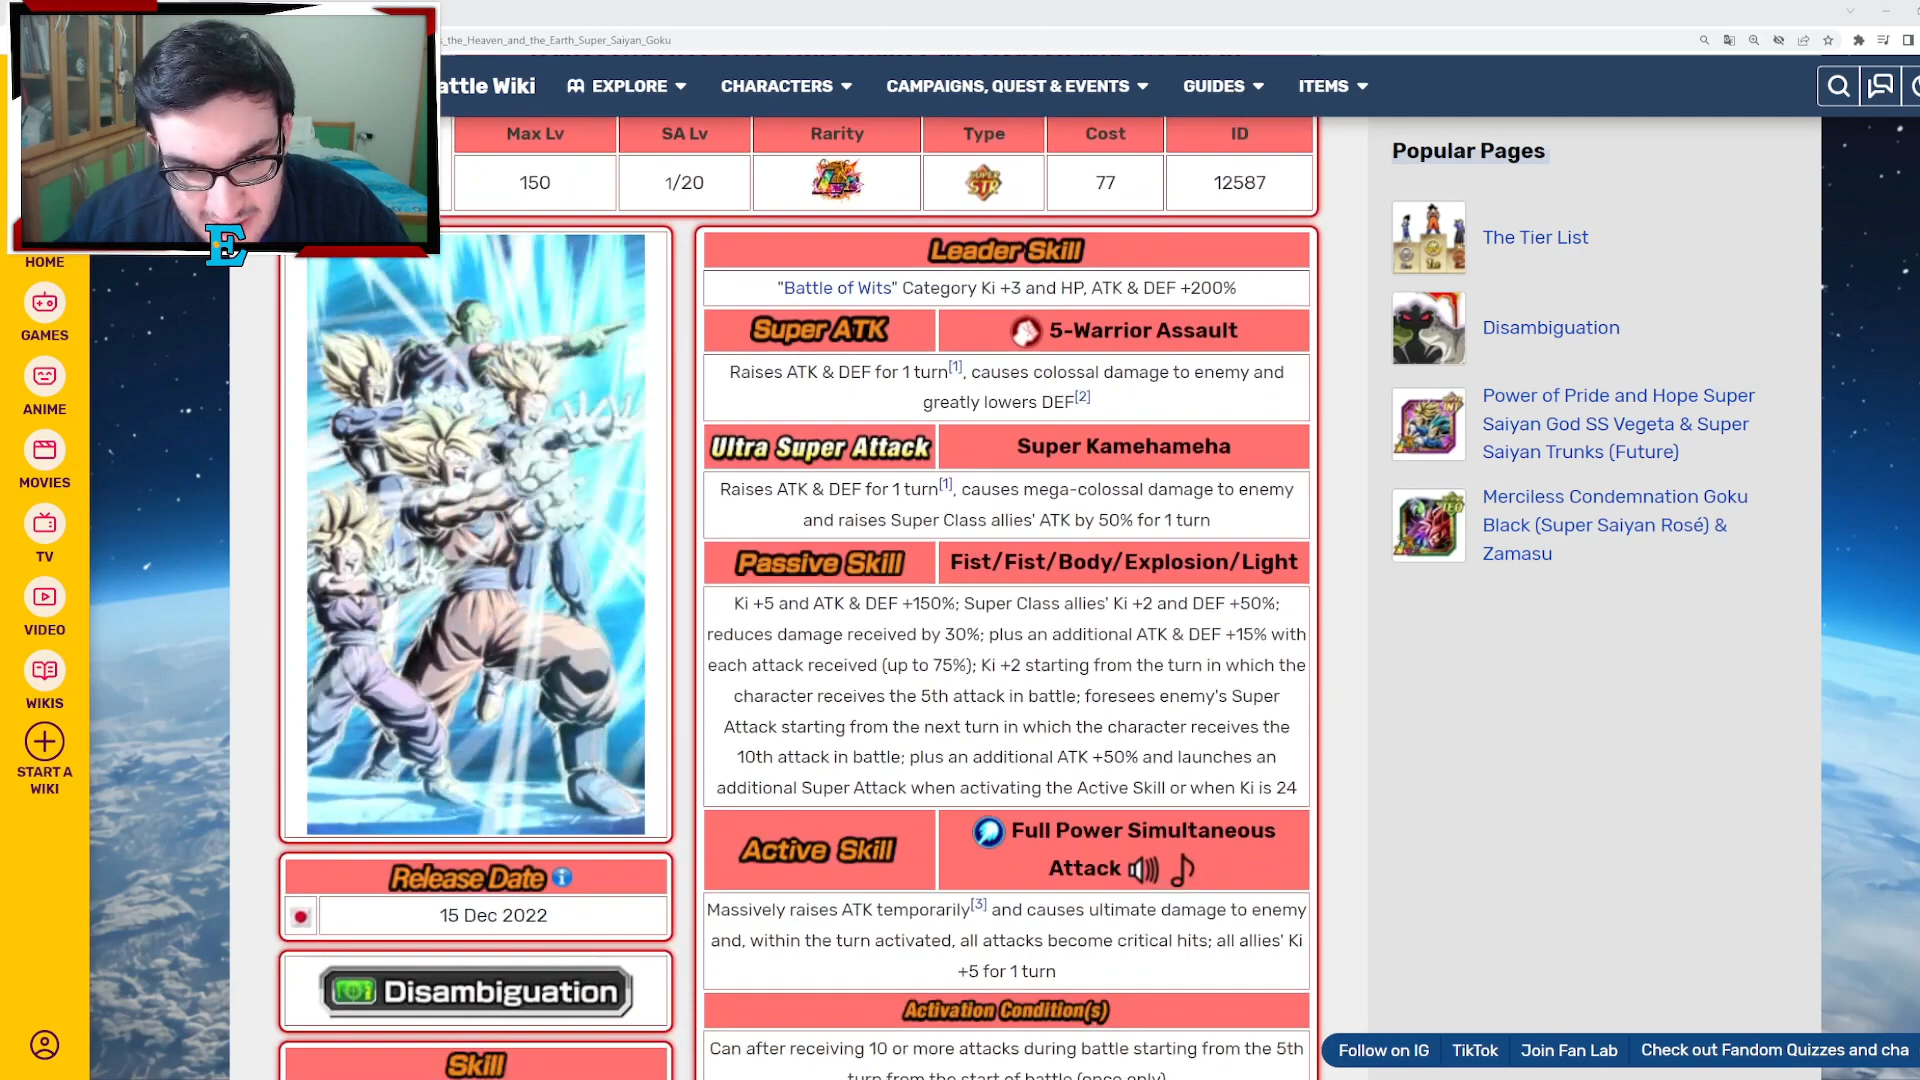 s_the_Heaven_and_the_Earth_Super_Saiyan_Goku
attle Wiki
EXPLORE
CHARACTERS
CAMPAIGNS, QUEST & EVENTS
GUIDES
ITEMS
Max Lv
SA Lv
Rarity
Type
Cost
ID
150
1/20
LR
SUPER STR
77
12587
E
HOME
GAMES
ANIME
MOVIES
TV
VIDEO
WIKIS
START A
WIKI
Leader Skill
"Battle of Wits" Category Ki +3 and HP, ATK & DEF +200%
Super ATK
5-Warrior Assault
Raises ATK & DEF for 1 turn[1], causes colossal damage to enemy and
greatly lowers DEF[2]
Ultra Super Attack
Super Kamehameha
Raises ATK & DEF for 1 turn[1], causes mega-colossal damage to enemy
and raises Super Class allies' ATK by 50% for 1 turn
Passive Skill
Fist/Fist/Body/Explosion/Light
Ki +5 and ATK & DEF +150%; Super Class allies' Ki +2 and DEF +50%;
reduces damage received by 30%; plus an additional ATK & DEF +15% with
each attack received (up to 75%); Ki +2 starting from the turn in which the
character receives the 5th attack in battle; foresees enemy's Super
Attack starting from the next turn in which the character receives the
10th attack in battle; plus an additional ATK +50% and launches an
additional Super Attack when activating the Active Skill or when Ki is 24
Active Skill
Full Power Simultaneous
Attack
Massively raises ATK temporarily[3] and causes ultimate damage to enemy
and, within the turn activated, all attacks become critical hits; all allies' Ki
+5 for 1 turn
Activation Condition(s)
Can after receiving 10 or more attacks during battle starting from the 5th
turn from the start of battle (once only)
Release Date
15 Dec 2022
Disambiguation
Skill
Popular Pages
The Tier List
Disambiguation
Power of Pride and Hope Super
Saiyan God SS Vegeta & Super
Saiyan Trunks (Future)
Merciless Condemnation Goku
Black (Super Saiyan Rosé) &
Zamasu
Follow on IG
TikTok
Join Fan Lab
Check out Fandom Quizzes and cha